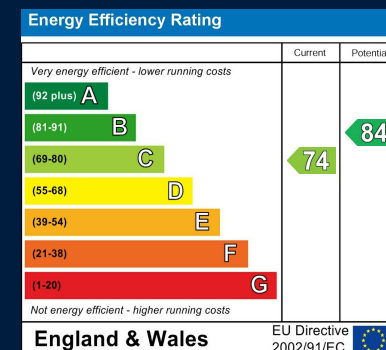 Energy Efficiency Rating
Current Potentia
Very energy efficient - lower running costs
(92 plus) A
(81-91) B 84
(69-80) C 74
(55-68) D
(39-54) E
(21-38) F
(1-20) G
Not energy efficient - higher running costs
England & Wales
EU Directive
2002/91/EC